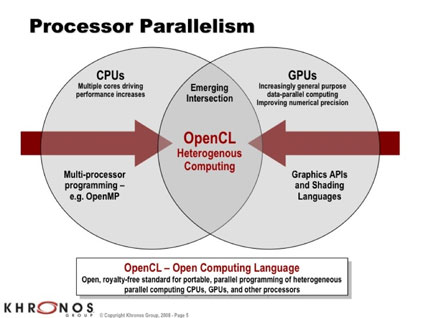 Processor Parallelism
CPUs
Multiple cores driving
performance increases
Emerging
Intersection
GPUs
Increasingly general purpose
data-parallel computing
Improving numerical precision
OpenCL
Heterogenous
Computing
Multi-processor
programming –
e.g. OpenMP
Graphics APIs
and Shading
Languages
OpenCL – Open Computing Language
Open, royalty-free standard for portable, parallel programming of heterogeneous
parallel computing CPUs, GPUs, and other processors
KHRONOS
GROUP
© Copyright Khronos Group, 2009 - Page 5